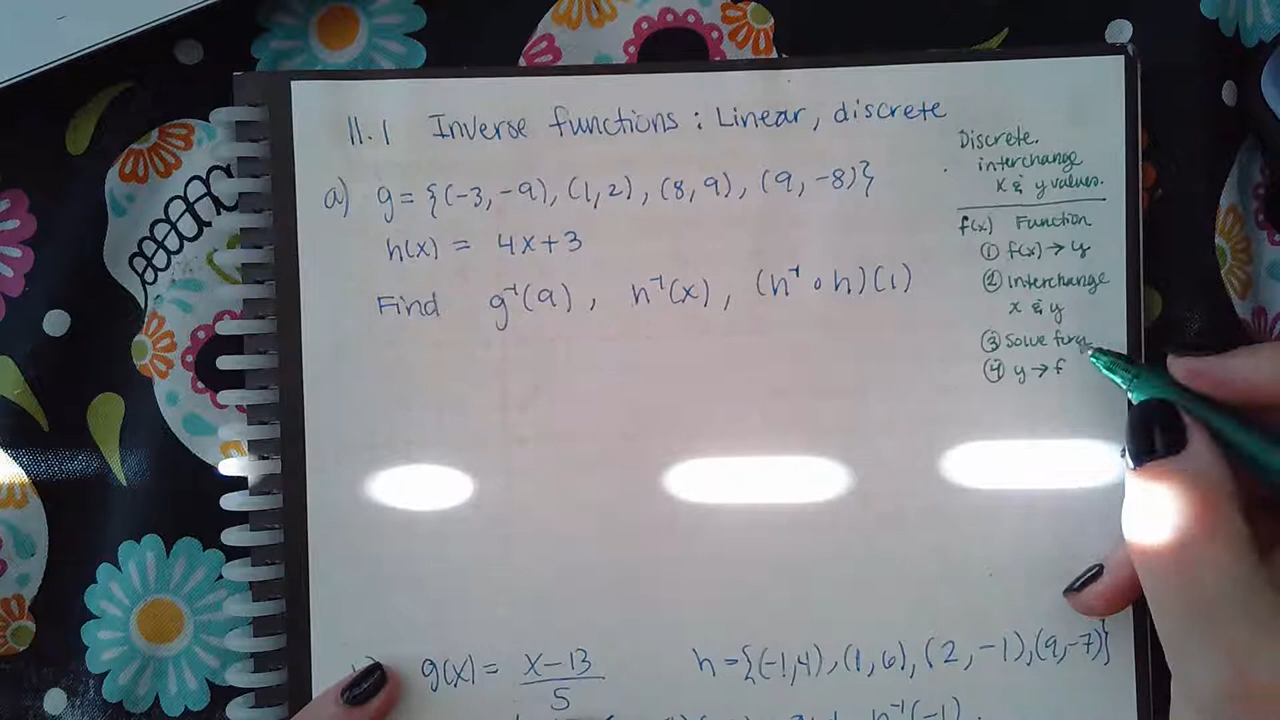 11.1 Inverse functions: Linear, discrete
a) g = {(-3, -9), (1, 2), (8, 9), (9, -8)}
h(x) = 4x+3
Find g⁻¹(9), h⁻¹(x), (h⁻¹ ∘ h)(1)
Discrete.
interchange
x & y values.
f(x) Function
① f(x) → y
② Interchange
x & y
③ Solve for y
④ y → f
g(x) = x-13
5
h = {(-1,4), (1, 6), (2, -1), (9, -7)}
h⁻¹(-1).